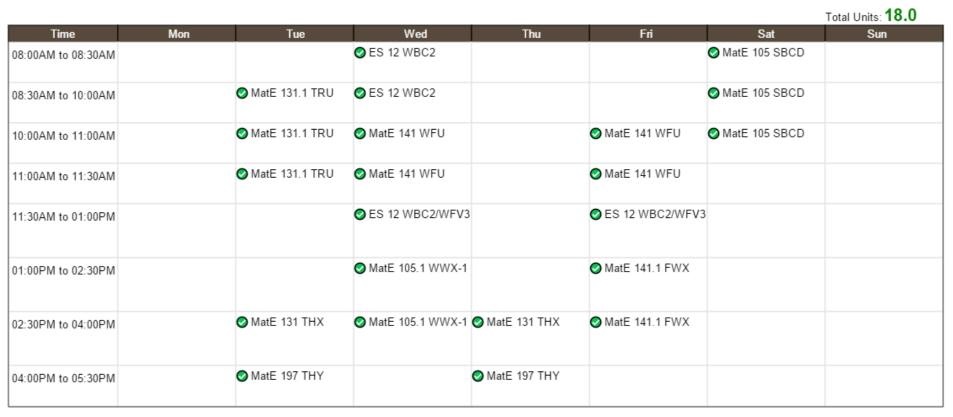 Total Units: 18.0
Time Mon Tue Wed Thu Fri Sat Sun
08:00AM to 08:30AM ES 12 WBC2 MatE 105 SBCD
08:30AM to 10:00AM MatE 131.1 TRU ES 12 WBC2 MatE 105 SBCD
10:00AM to 11:00AM MatE 131.1 TRU MatE 141 WFU MatE 141 WFU MatE 105 SBCD
11:00AM to 11:30AM MatE 131.1 TRU MatE 141 WFU MatE 141 WFU
11:30AM to 01:00PM ES 12 WBC2/WFV3 ES 12 WBC2/WFV3
01:00PM to 02:30PM MatE 105.1 WWX-1 MatE 141.1 FWX
02:30PM to 04:00PM MatE 131 THX MatE 105.1 WWX-1 MatE 131 THX MatE 141.1 FWX
04:00PM to 05:30PM MatE 197 THY MatE 197 THY